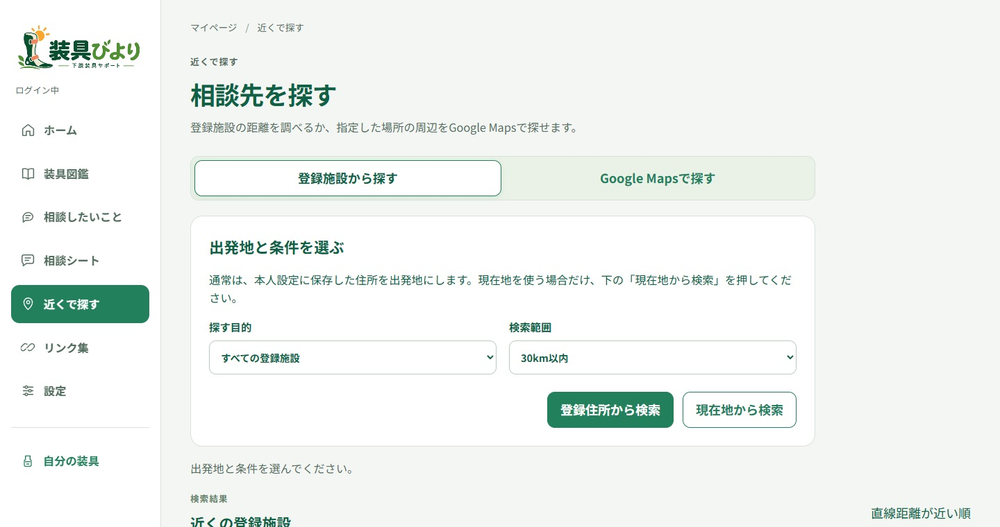 装具びより
下肢装具サポート
ログイン中
ホーム
装具図鑑
相談したいこと
相談シート
近くで探す
リンク集
設定
自分の装具
マイページ / 近くで探す
近くで探す
相談先を探す
登録施設の距離を調べるか、指定した場所の周辺をGoogle Mapsで探せます。
登録施設から探す
Google Mapsで探す
出発地と条件を選ぶ
通常は、本人設定に保存した住所を出発地にします。現在地を使う場合だけ、下の「現在地から検索」を押してくだ
さい。
探す目的
検索範囲
すべての登録施設
30km以内
登録住所から検索
現在地から検索
出発地と条件を選んでください。
検索結果
近くの登録施設
直線距離が近い順